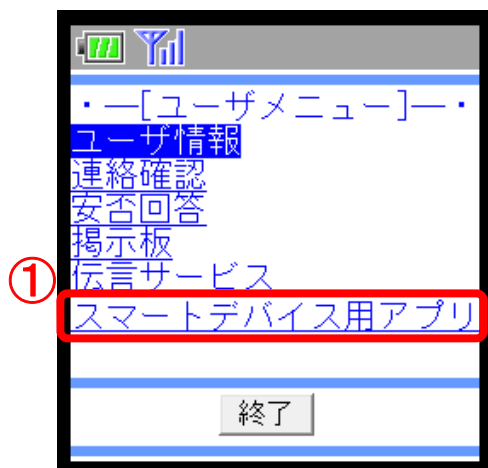 ・―[ユーザメニュー]―・
ユーザ情報
連絡確認
安否回答
掲示板
伝言サービス
①
スマートデバイス用アプリ
終了